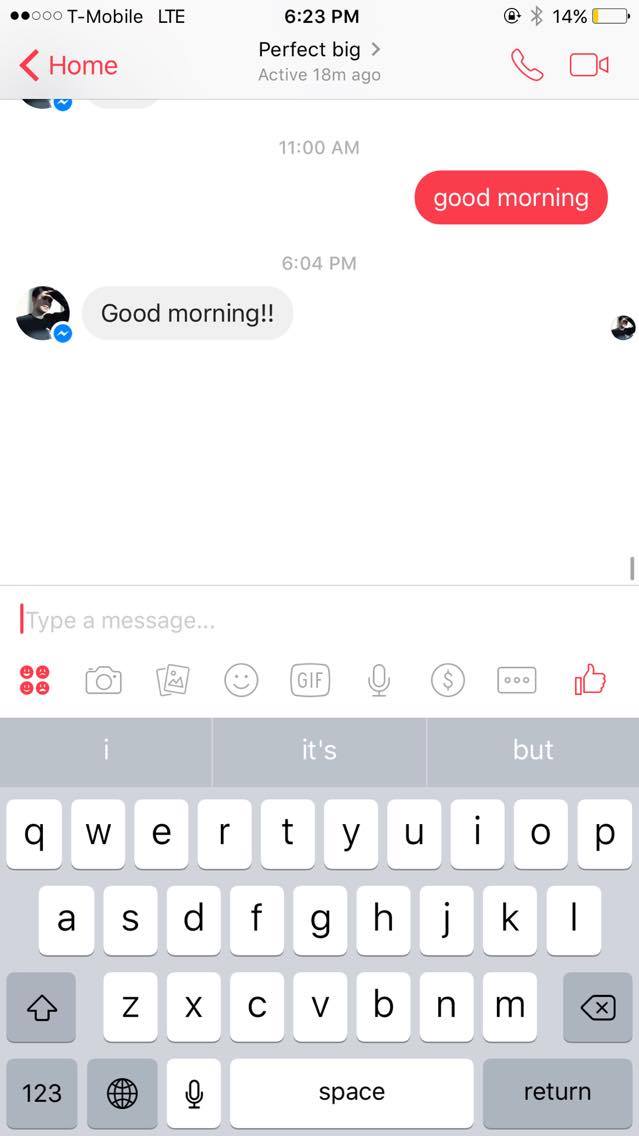 T-Mobile LTE 6:23 PM 14%
Home Perfect big
Active 18m ago
11:00 AM
good morning
6:04 PM
Good morning!!
Type a message...
GIF $
i it's but
q w e r t y u i o p
a s d f g h j k l
z x c v b n m
123 space return